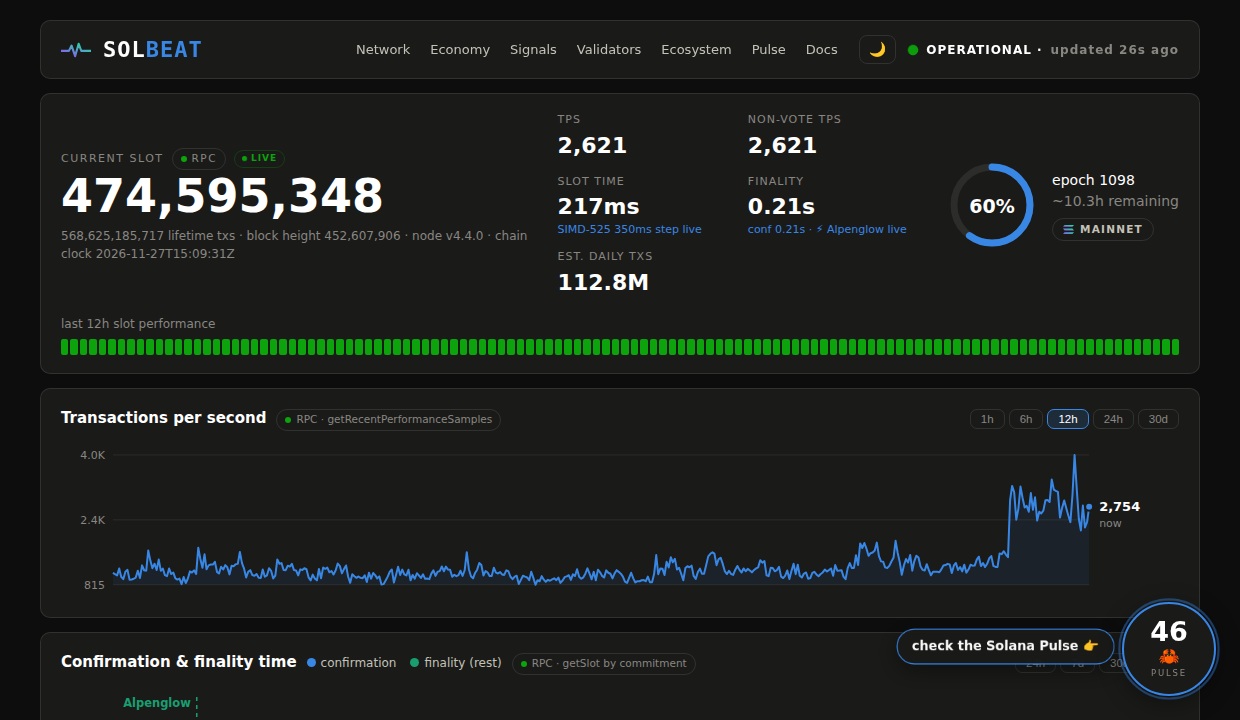 SOLBEAT
Network Economy Signals Validators Ecosystem Pulse Docs 🌙 OPERATIONAL · updated 26s ago
CURRENT SLOT RPC LIVE
474,595,348
568,625,185,717 lifetime txs · block height 452,607,906 · node v4.4.0 · chain
clock 2026-11-27T15:09:31Z
TPS
2,621
NON-VOTE TPS
2,621
SLOT TIME
217ms
SIMD-525 350ms step live
FINALITY
0.21s
conf 0.21s · ⚡ Alpenglow live
EST. DAILY TXS
112.8M
60%
epoch 1098
~10.3h remaining
MAINNET
last 12h slot performance
Transactions per second RPC · getRecentPerformanceSamples
1h 6h 12h 24h 30d
4.0K
2.4K
815
2,754
now
Confirmation & finality time confirmation finality (rest) RPC · getSlot by commitment
Alpenglow
check the Solana Pulse 👉
46
🦀
PULSE